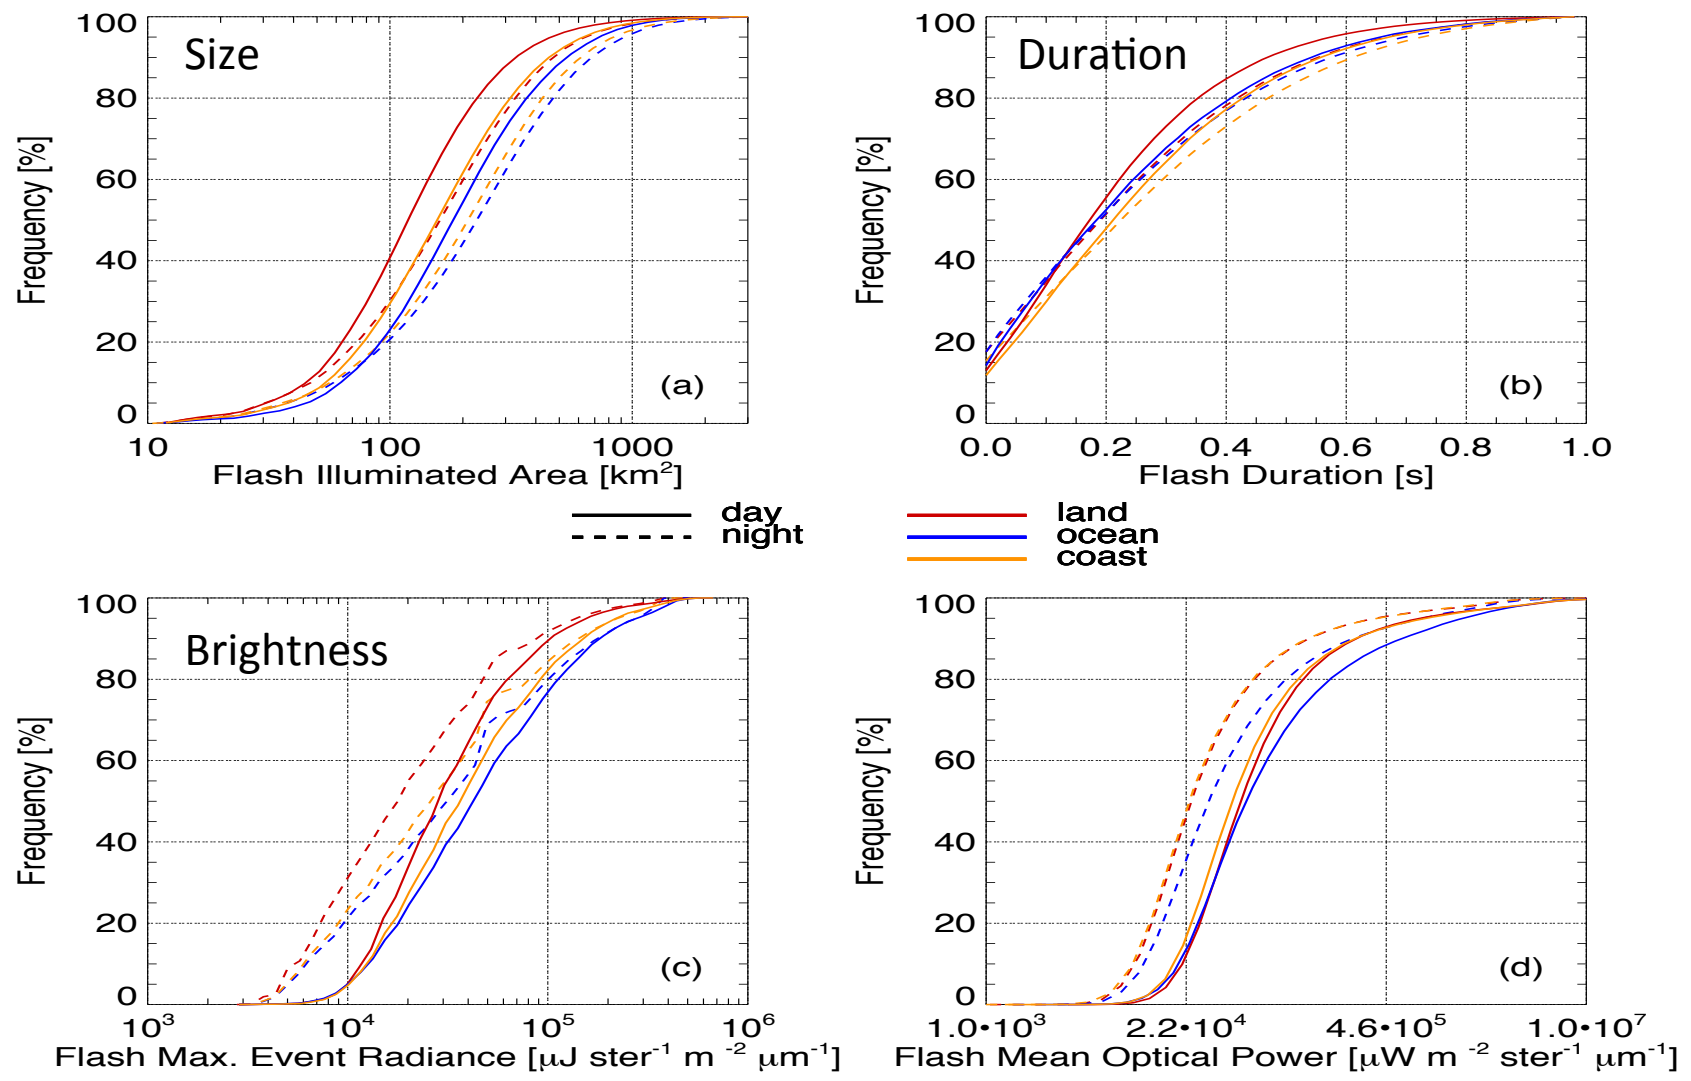 Size
Frequency [%]
100
80
60
40
20
0
(a)
10 100 1000
Flash Illuminated Area [km²]
Duration
Frequency [%]
100
80
60
40
20
0
(b)
0.0 0.2 0.4 0.6 0.8 1.0
Flash Duration [s]
day
night
land
ocean
coast
Brightness
Frequency [%]
100
80
60
40
20
0
(c)
10³ 10⁴ 10⁵ 10⁶
Flash Max. Event Radiance [μJ ster⁻¹ m ⁻² μm⁻¹]
Frequency [%]
100
80
60
40
20
0
(d)
1.0•10³ 2.2•10⁴ 4.6•10⁵ 1.0•10⁷
Flash Mean Optical Power [μW m ⁻² ster⁻¹ μm⁻¹]